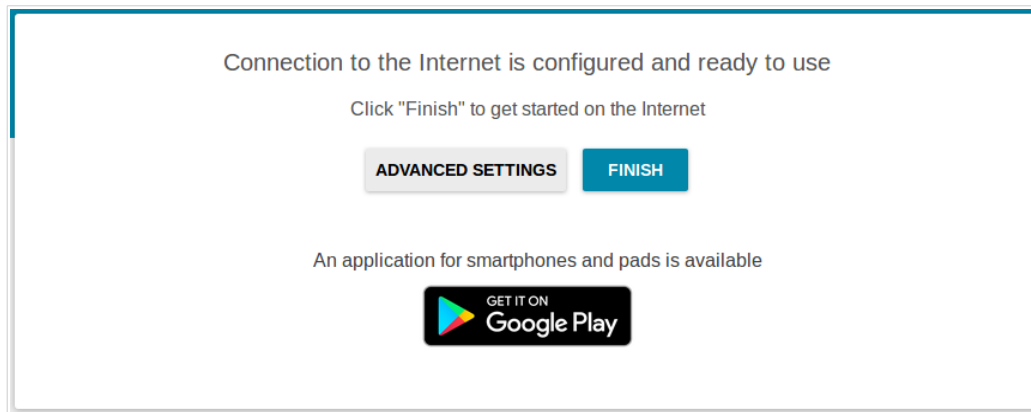 Connection to the Internet is configured and ready to use
Click "Finish" to get started on the Internet
ADVANCED SETTINGS FINISH
An application for smartphones and pads is available
GET IT ON
Google Play